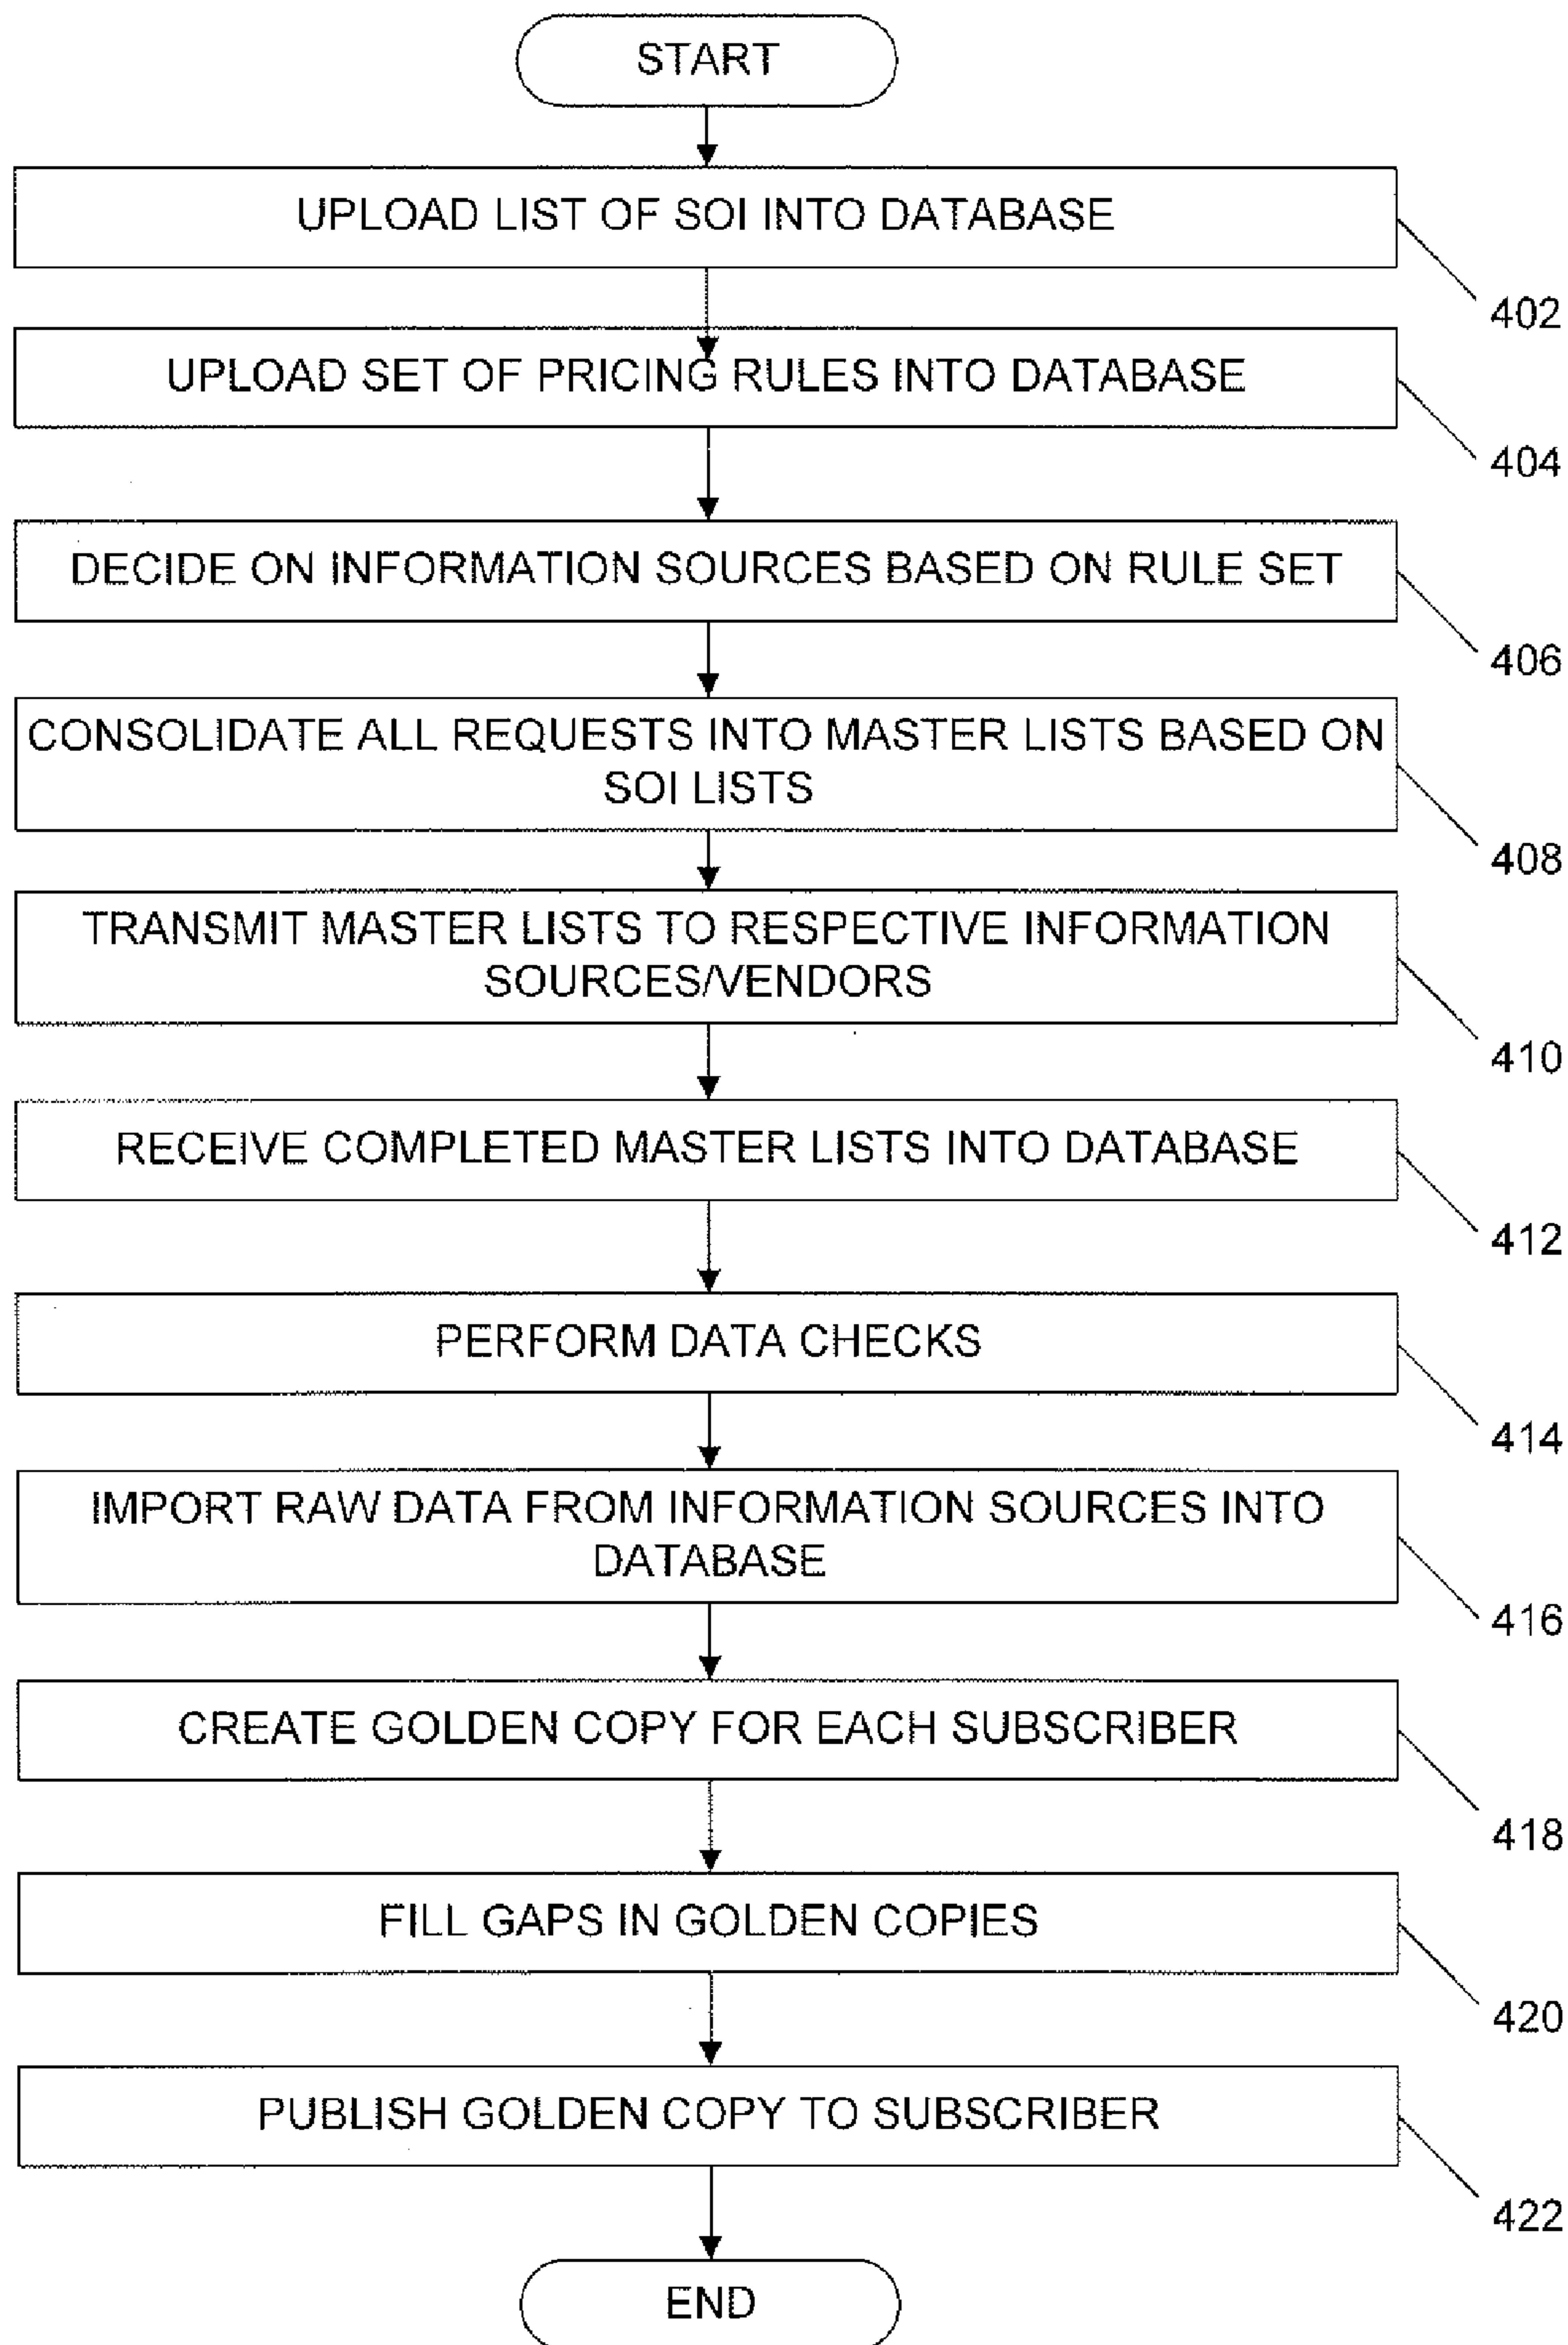 START
UPLOAD LIST OF SOI INTO DATABASE
402
UPLOAD SET OF PRICING RULES INTO DATABASE
404
DECIDE ON INFORMATION SOURCES BASED ON RULE SET
406
CONSOLIDATE ALL REQUESTS INTO MASTER LISTS BASED ON
SOI LISTS
408
TRANSMIT MASTER LISTS TO RESPECTIVE INFORMATION
SOURCES/VENDORS
410
RECEIVE COMPLETED MASTER LISTS INTO DATABASE
412
PERFORM DATA CHECKS
414
IMPORT RAW DATA FROM INFORMATION SOURCES INTO
DATABASE
416
CREATE GOLDEN COPY FOR EACH SUBSCRIBER
418
FILL GAPS IN GOLDEN COPIES
420
PUBLISH GOLDEN COPY TO SUBSCRIBER
422
END